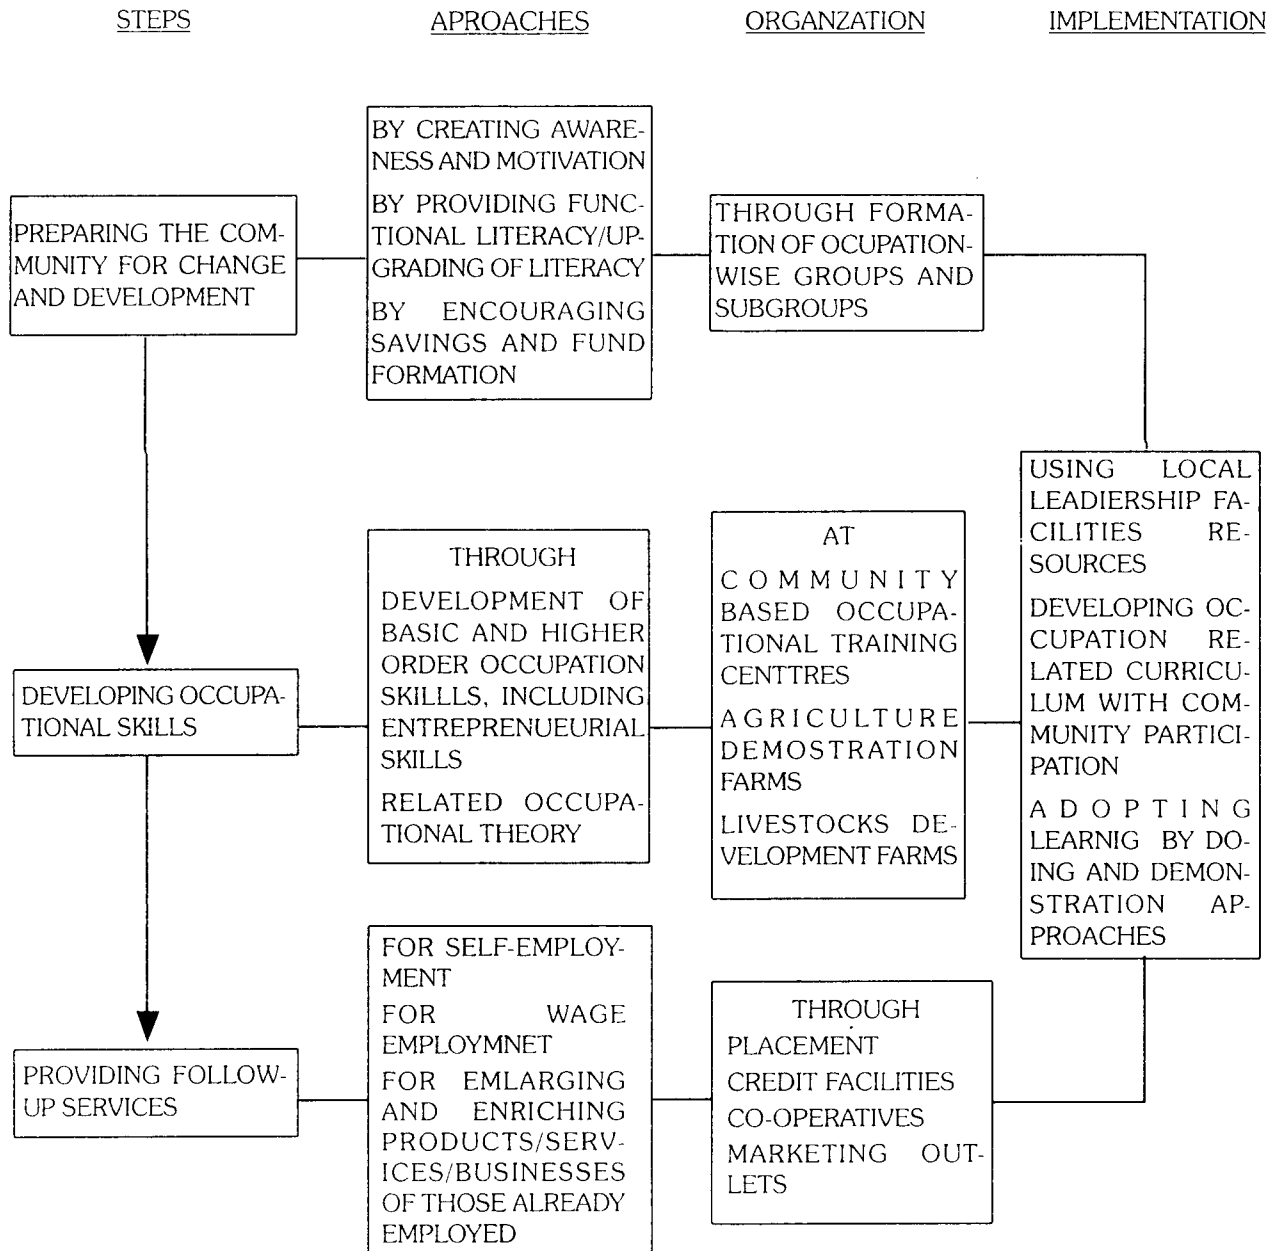 STEPS
APROACHES
ORGANZATION
IMPLEMENTATION
PREPARING THE COM-
MUNITY FOR CHANGE
AND DEVELOPMENT
BY CREATING AWARE-
NESS AND MOTIVATION
BY PROVIDING FUNC-
TIONAL LITERACY/UP-
GRADING OF LITERACY
BY ENCOURAGING
SAVINGS AND FUND
FORMATION
THROUGH FORMA-
TION OF OCUPATION-
WISE GROUPS AND
SUBGROUPS
DEVELOPING OCCUPA-
TIONAL SKILLS
THROUGH
DEVELOPMENT OF
BASIC AND HIGHER
ORDER OCCUPATION
SKILLLS, INCLUDING
ENTREPRENUEURIAL
SKILLS
RELATED OCCUPA-
TIONAL THEORY
AT
COMMUNITY
BASED OCCUPA-
TIONAL TRAINING
CENTTRES
AGRICULTURE
DEMOSTRATION
FARMS
LIVESTOCKS DE-
VELOPMENT FARMS
USING LOCAL
LEADIERSHIP FA-
CILITIES RE-
SOURCES
DEVELOPING OC-
CUPATION RE-
LATED CURRICU-
LUM WITH COM-
MUNITY PARTICI-
PATION
ADOPTING
LEARNIG BY DO-
ING AND DEMON-
STRATION AP-
PROACHES
PROVIDING FOLLOW-
UP SERVICES
FOR SELF-EMPLOY-
MENT
FOR WAGE
EMPLOYMNET
FOR EMLARGING
AND ENRICHING
PRODUCTS/SERV-
ICES/BUSINESSES
OF THOSE ALREADY
EMPLOYED
THROUGH
PLACEMENT
CREDIT FACILITIES
CO-OPERATIVES
MARKETING OUT-
LETS